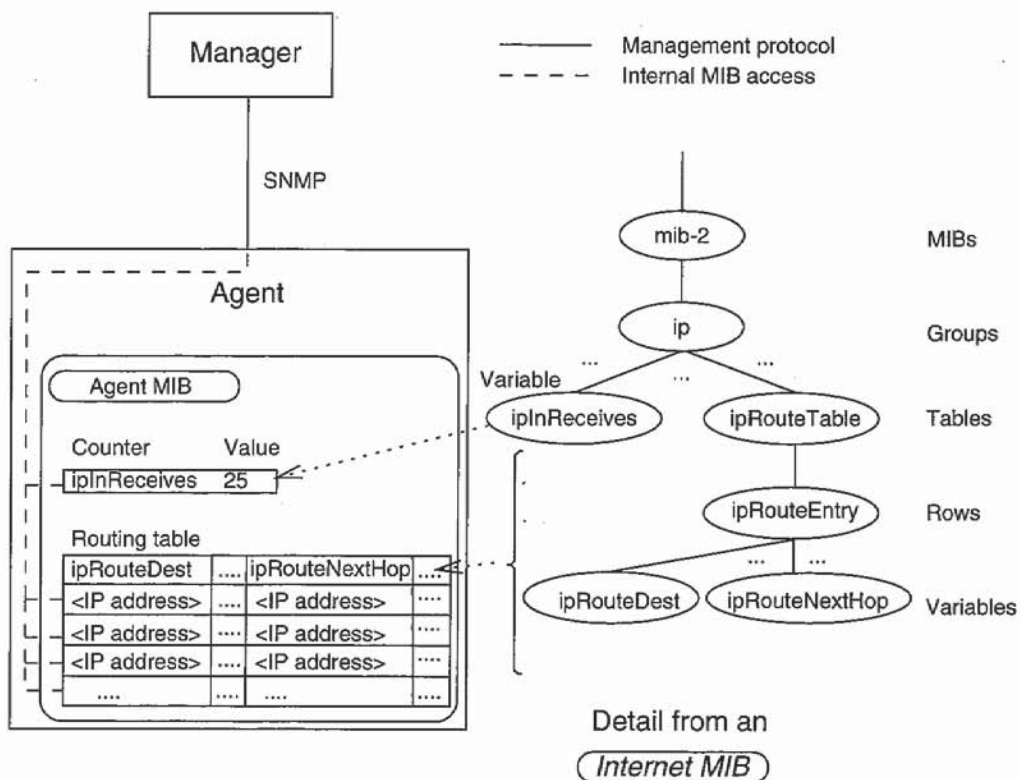 Manager
Management protocol
Internal MIB access
SNMP
mib-2
MIBs
Agent
ip
Groups
... ...
...
Agent MIB
Variable
ipInReceives
ipRouteTable
Tables
Counter Value
ipInReceives 25
ipRouteEntry
Rows
Routing table
ipRouteDest .... ipRouteNextHop ....
<IP address> .... <IP address> ....
<IP address> .... <IP address> ....
<IP address> .... <IP address> ....
.... .... .... ....
... ...
ipRouteDest
ipRouteNextHop
Variables
Detail from an
Internet MIB